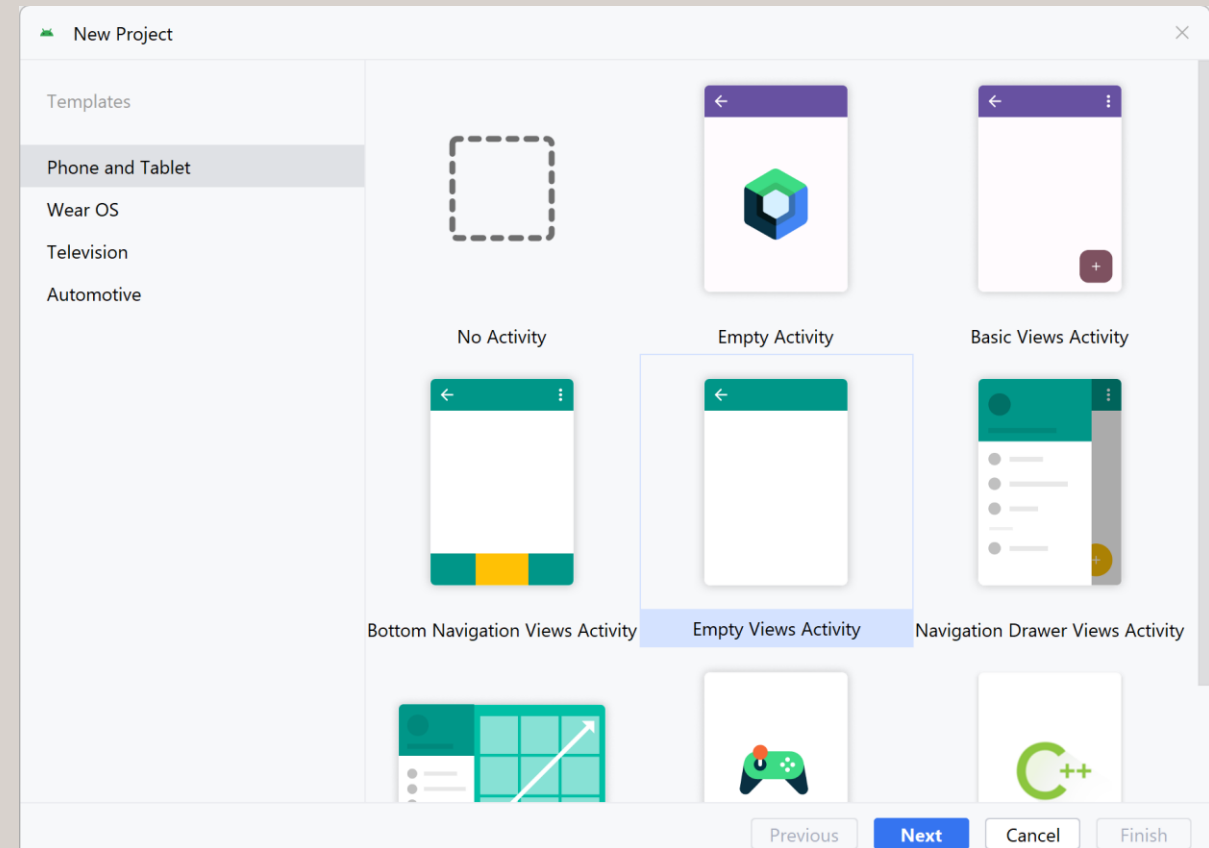 New Project
Templates
Phone and Tablet
Wear OS
Television
Automotive
No Activity
Empty Activity
Basic Views Activity
Bottom Navigation Views Activity
Empty Views Activity
Navigation Drawer Views Activity
C++
Previous
Next
Cancel
Finish